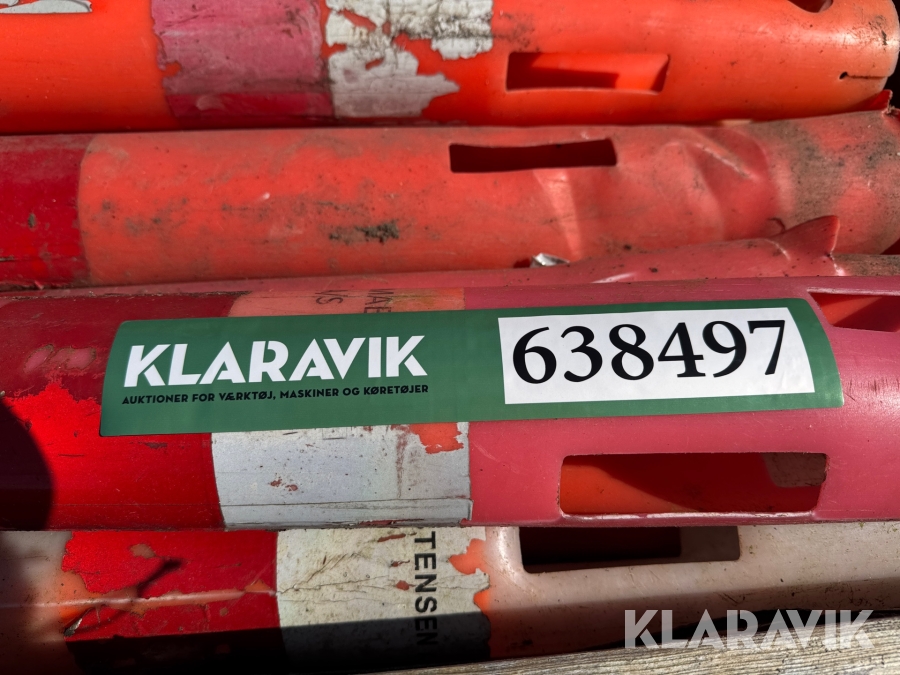 KLARAVIK
AUKTIONER FOR VÆRKTØJ, MASKINER OG KØRETØJER
638497
TENSEN
KLARAVIK